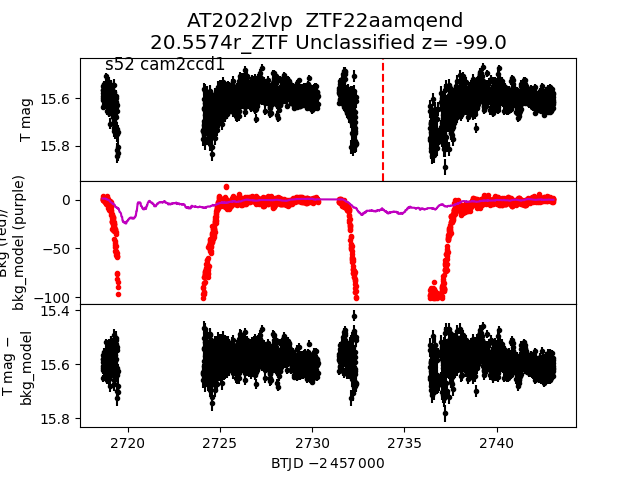 AT2022lvp  ZTF22aamqend
20.5574r_ZTF Unclassified z= -99.0
s52 cam2ccd1
T mag
15.6
15.8
Bkg (red)/
bkg_model (purple)
0
−50
−100
T mag −
bkg_model
15.4
15.6
15.8
2720
2725
2730
2735
2740
BTJD −2 457 000